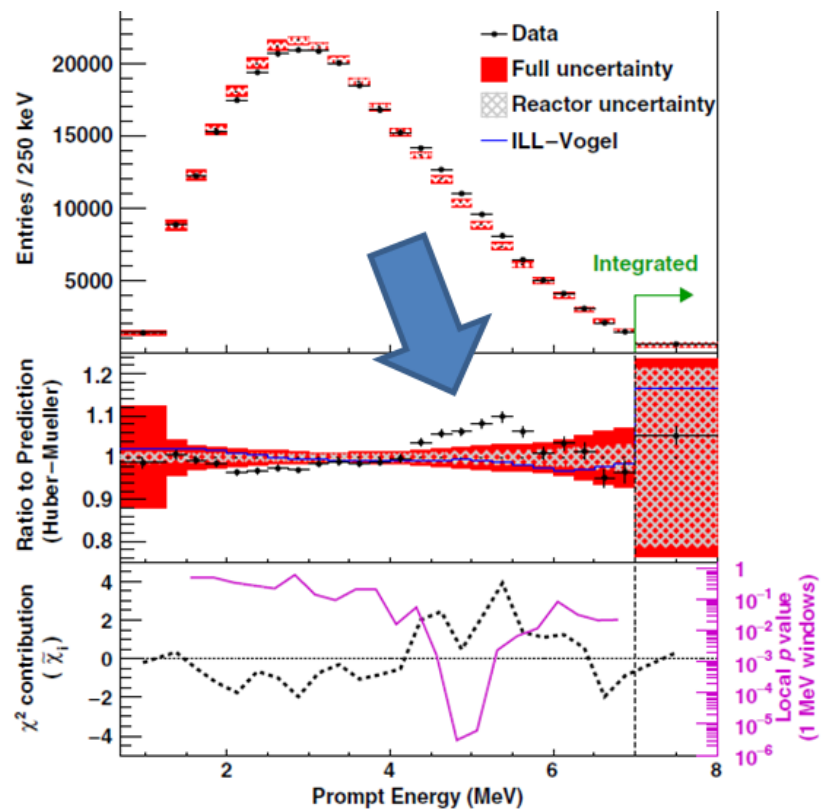 Data
Full uncertainty
Reactor uncertainty
ILL-Vogel
Entries / 250 keV
20000
15000
10000
5000
Integrated
Ratio to Prediction
(Huber-Mueller)
1.2
1.1
1
0.9
0.8
χ² contribution
( χ̃ᵢ )
4
2
0
−2
−4
1
10⁻¹
10⁻²
10⁻³
10⁻⁴
10⁻⁵
10⁻⁶
Local p value
(1 MeV windows)
2
4
6
8
Prompt Energy (MeV)